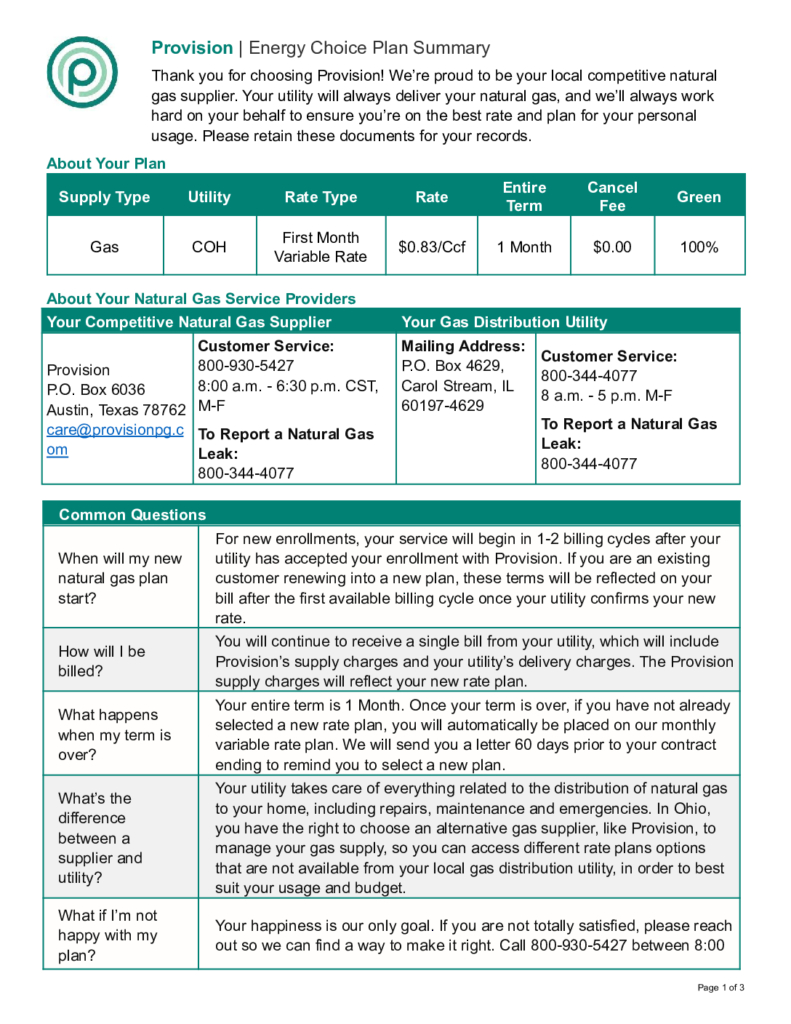 Provision | Energy Choice Plan Summary
Thank you for choosing Provision! We're proud to be your local competitive natural
gas supplier. Your utility will always deliver your natural gas, and we'll always work
hard on your behalf to ensure you're on the best rate and plan for your personal
usage. Please retain these documents for your records.
About Your Plan
Supply Type Utility Rate Type Rate Entire Term Cancel Fee Green
Gas COH First Month Variable Rate $0.83/Ccf 1 Month $0.00 100%
About Your Natural Gas Service Providers
Your Competitive Natural Gas Supplier Your Gas Distribution Utility
Provision
P.O. Box 6036
Austin, Texas 78762
care@provisionpg.c
om
Customer Service:
800-930-5427
8:00 a.m. - 6:30 p.m. CST,
M-F
To Report a Natural Gas
Leak:
800-344-4077
Mailing Address:
P.O. Box 4629,
Carol Stream, IL
60197-4629
Customer Service:
800-344-4077
8 a.m. - 5 p.m. M-F
To Report a Natural Gas
Leak:
800-344-4077
Common Questions
When will my new
natural gas plan
start?
For new enrollments, your service will begin in 1-2 billing cycles after your
utility has accepted your enrollment with Provision. If you are an existing
customer renewing into a new plan, these terms will be reflected on your
bill after the first available billing cycle once your utility confirms your new
rate.
How will I be
billed?
You will continue to receive a single bill from your utility, which will include
Provision's supply charges and your utility's delivery charges. The Provision
supply charges will reflect your new rate plan.
What happens
when my term is
over?
Your entire term is 1 Month. Once your term is over, if you have not already
selected a new rate plan, you will automatically be placed on our monthly
variable rate plan. We will send you a letter 60 days prior to your contract
ending to remind you to select a new plan.
What's the
difference
between a
supplier and
utility?
Your utility takes care of everything related to the distribution of natural gas
to your home, including repairs, maintenance and emergencies. In Ohio,
you have the right to choose an alternative gas supplier, like Provision, to
manage your gas supply, so you can access different rate plans options
that are not available from your local gas distribution utility, in order to best
suit your usage and budget.
What if I'm not
happy with my
plan?
Your happiness is our only goal. If you are not totally satisfied, please reach
out so we can find a way to make it right. Call 800-930-5427 between 8:00
Page 1 of 3